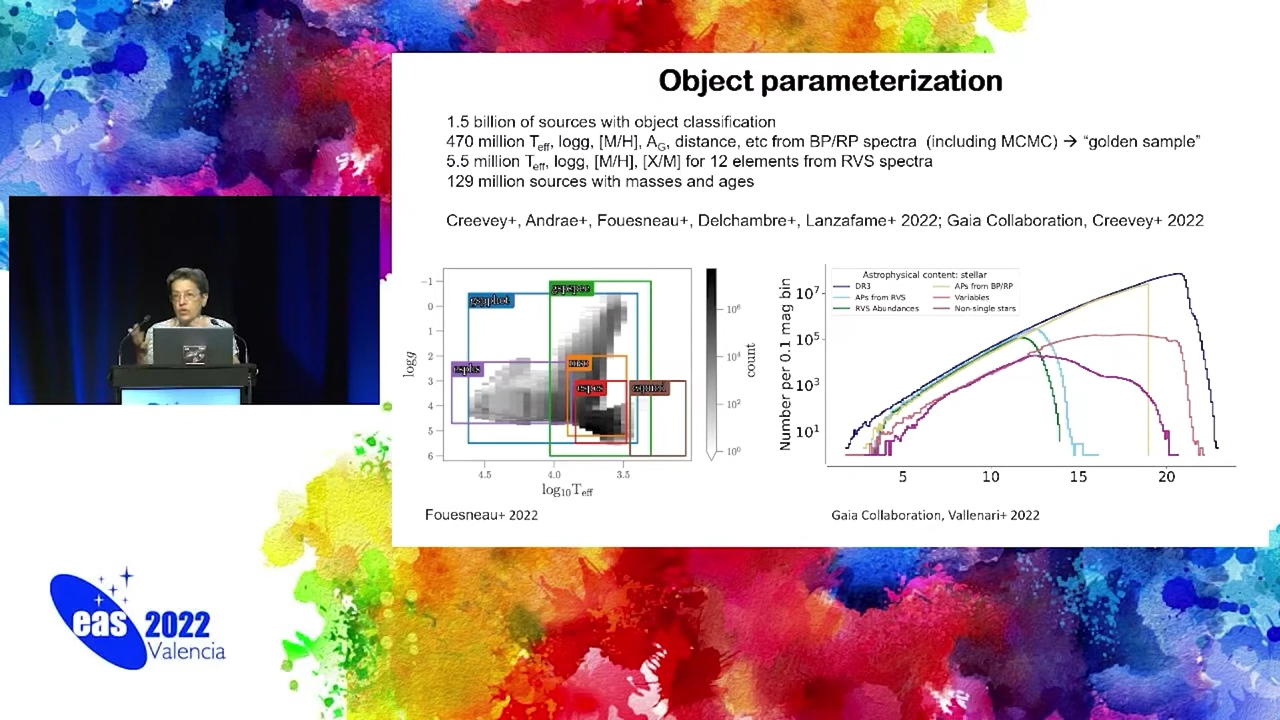 Object parameterization
1.5 billion of sources with object classification
470 million Teff, logg, [M/H], AG, distance, etc from BP/RP spectra (including MCMC) → “golden sample”
5.5 million Teff, logg, [M/H], [X/M] for 12 elements from RVS spectra
129 million sources with masses and ages
Creevey+, Andrae+, Fouesneau+, Delchambre+, Lanzafame+ 2022; Gaia Collaboration, Creevey+ 2022
gspphot
gspspec
esphs
msc
espcs
espucd
−1
0
1
2
3
4
5
6
logg
4.5
4.0
3.5
log10Teff
10^6
10^4
10^2
10^0
count
Fouesneau+ 2022
Astrophysical content: stellar
DR3
APs from RVS
RVS Abundances
APs from BP/RP
Variables
Non-single stars
Number per 0.1 mag bin
10^7
10^5
10^3
10^1
5
10
15
20
Gaia Collaboration, Vallenari+ 2022
eas 2022
Valencia